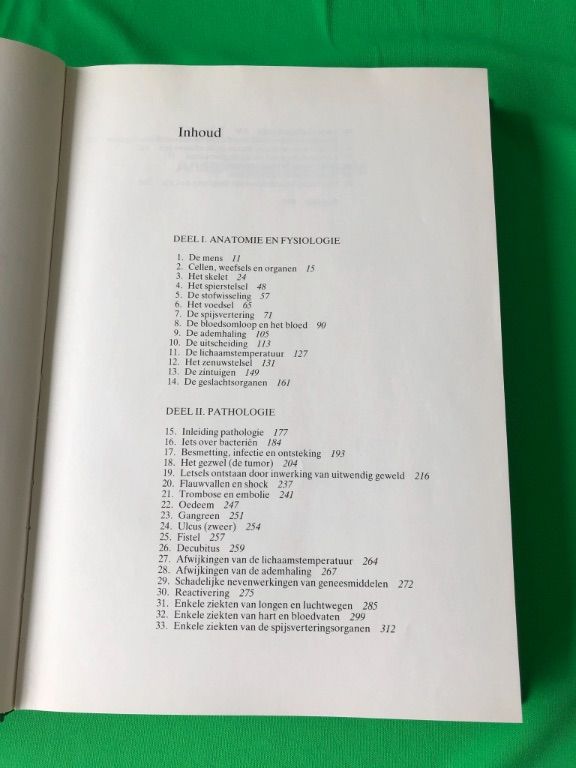 Inhoud
DEEL I. ANATOMIE EN FYSIOLOGIE
1. De mens 11
2. Cellen, weefsels en organen 15
3. Het skelet 24
4. Het spierstelsel 48
5. De stofwisseling 57
6. Het voedsel 65
7. De spijsvertering 71
8. De bloedsomloop en het bloed 90
9. De ademhaling 105
10. De uitscheiding 113
11. De lichaamstemperatuur 127
12. Het zenuwstelsel 131
13. De zintuigen 149
14. De geslachtsorganen 161
DEEL II. PATHOLOGIE
15. Inleiding pathologie 177
16. Iets over bacteriën 184
17. Besmetting, infectie en ontsteking 193
18. Het gezwel (de tumor) 204
19. Letsels ontstaan door inwerking van uitwendig geweld 216
20. Flauwvallen en shock 237
21. Trombose en embolie 241
22. Oedeem 247
23. Gangreen 251
24. Ulcus (zweer) 254
25. Fistel 257
26. Decubitus 259
27. Afwijkingen van de lichaamstemperatuur 264
28. Afwijkingen van de ademhaling 267
29. Schadelijke nevenwerkingen van geneesmiddelen 272
30. Reactivering 275
31. Enkele ziekten van longen en luchtwegen 285
32. Enkele ziekten van hart en bloedvaten 299
33. Enkele ziekten van de spijsverteringsorganen 312